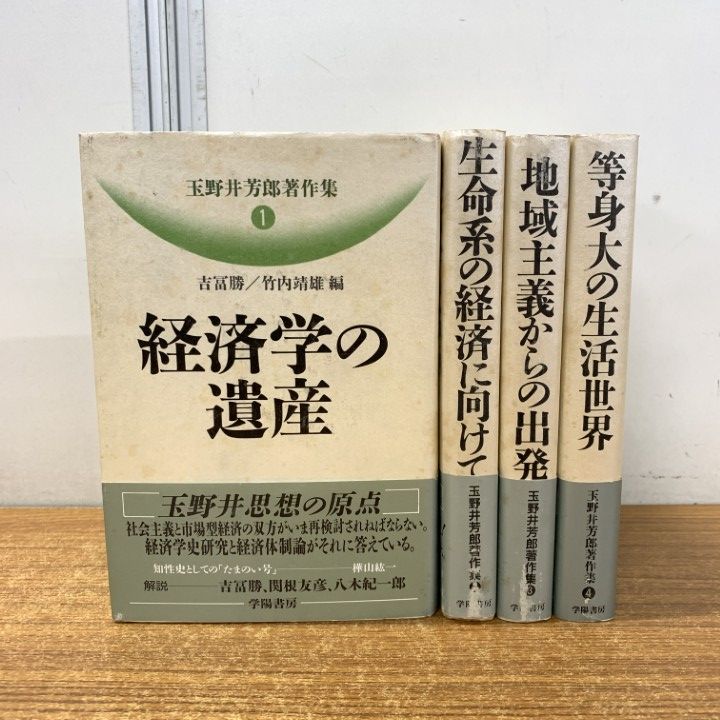 玉野井芳郎著作集
1
吉冨勝／竹内靖雄 編
経済学の
遺産
玉野井思想の原点
社会主義と市場型経済の双方がいま再検討されねばならない。
経済学史研究と経済体制論がそれに答えている。
知性史としての「たまのい号」――樺山紘一
解説――吉冨勝、関根友彦、八木紀一郎
学陽書房
生命系の経済に向けて
玉野井芳郎著作集
学陽書房
地域主義からの出発
玉野井芳郎著作集3
学陽書房
等身大の生活世界
玉野井芳郎著作集4
学陽書房